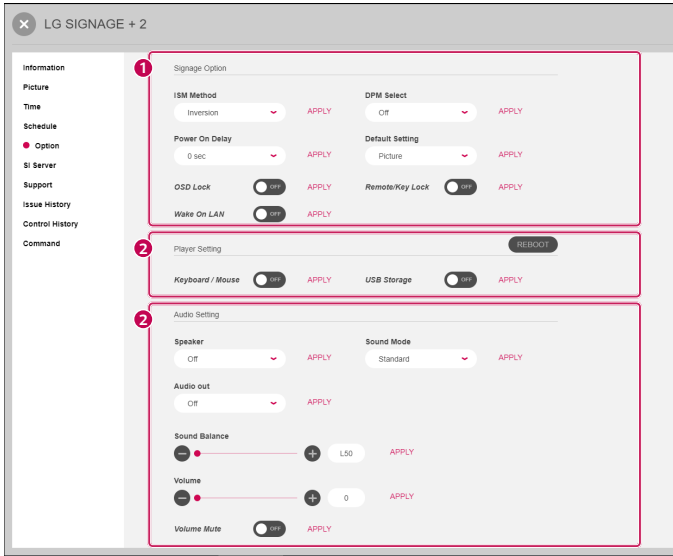 × LG SIGNAGE + 2
Information
Picture
Time
Schedule
Option
SI Server
Support
Issue History
Control History
Command
1
Signage Option
ISM Method DPM Select
Inversion APPLY Off APPLY
Power On Delay Default Setting
0 sec APPLY Picture APPLY
OSD Lock OFF APPLY Remote/Key Lock OFF APPLY
Wake On LAN OFF APPLY
2
Player Setting REBOOT
Keyboard / Mouse OFF APPLY USB Storage OFF APPLY
2
Audio Setting
Speaker Sound Mode
Off APPLY Standard APPLY
Audio out
Off APPLY
Sound Balance
− + L50 APPLY
Volume
− + 0 APPLY
Volume Mute OFF APPLY